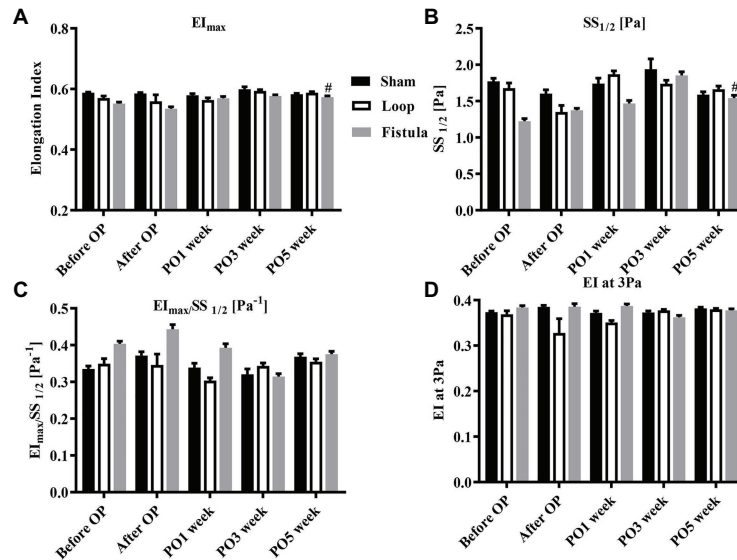 A
EImax
0.8
0.6
0.4
0.2
Elongation Index
#
Before OP
After OP
PO1 week
PO3 week
PO5 week
Sham
Loop
Fistula
B
SS1/2 [Pa]
2.5
2.0
1.5
1.0
0.5
0.0
SS 1/2 [Pa]
#
Before OP
After OP
PO1 week
PO3 week
PO5 week
C
EImax/SS 1/2 [Pa-1]
0.5
0.4
0.3
0.2
0.1
0.0
EImax/SS 1/2 [Pa-1]
Before OP
After OP
PO1 week
PO3 week
PO5 week
D
EI at 3Pa
0.4
0.3
0.2
0.1
0.0
EI at 3Pa
Before OP
After OP
PO1 week
PO3 week
PO5 week